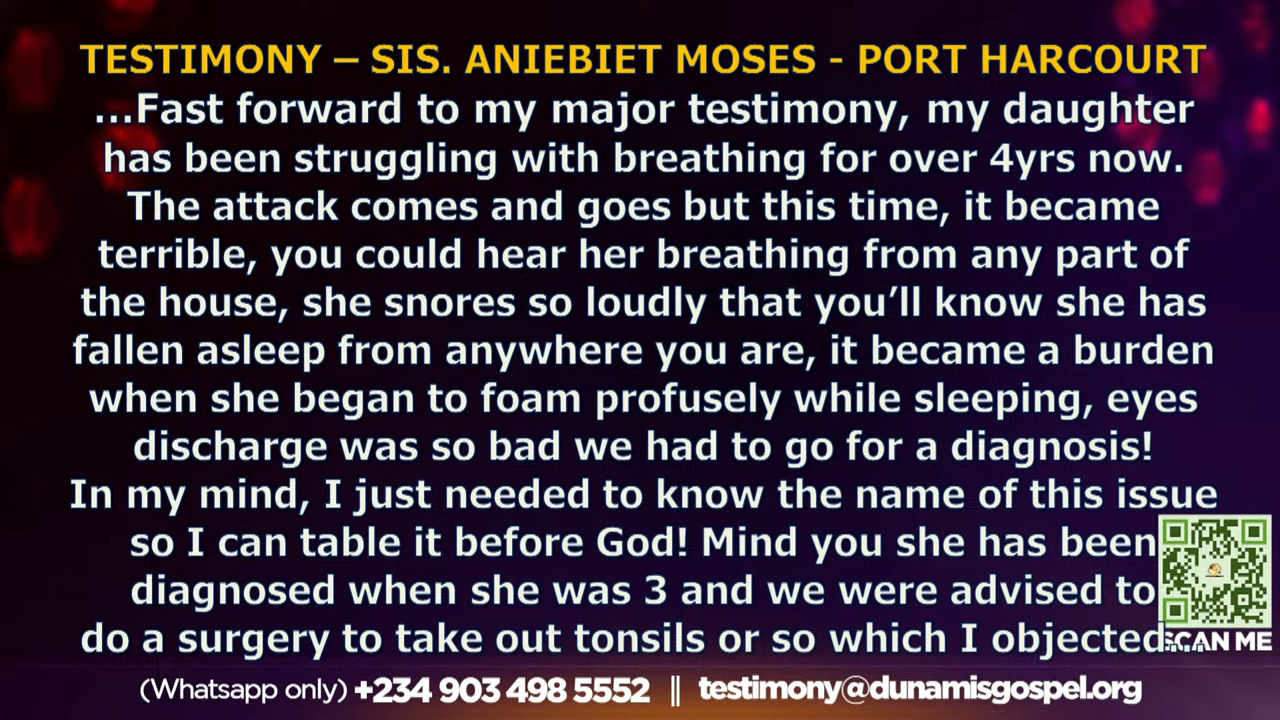 TESTIMONY – SIS. ANIEBIET MOSES - PORT HARCOURT
...Fast forward to my major testimony, my daughter
has been struggling with breathing for over 4yrs now.
The attack comes and goes but this time, it became
terrible, you could hear her breathing from any part of
the house, she snores so loudly that you’ll know she has
fallen asleep from anywhere you are, it became a burden
when she began to foam profusely while sleeping, eyes
discharge was so bad we had to go for a diagnosis!
In my mind, I just needed to know the name of this issue
so I can table it before God! Mind you she has been
diagnosed when she was 3 and we were advised to
do a surgery to take out tonsils or so which I objected...
SCAN ME
(Whatsapp only) +234 903 498 5552 || testimony@dunamisgospel.org